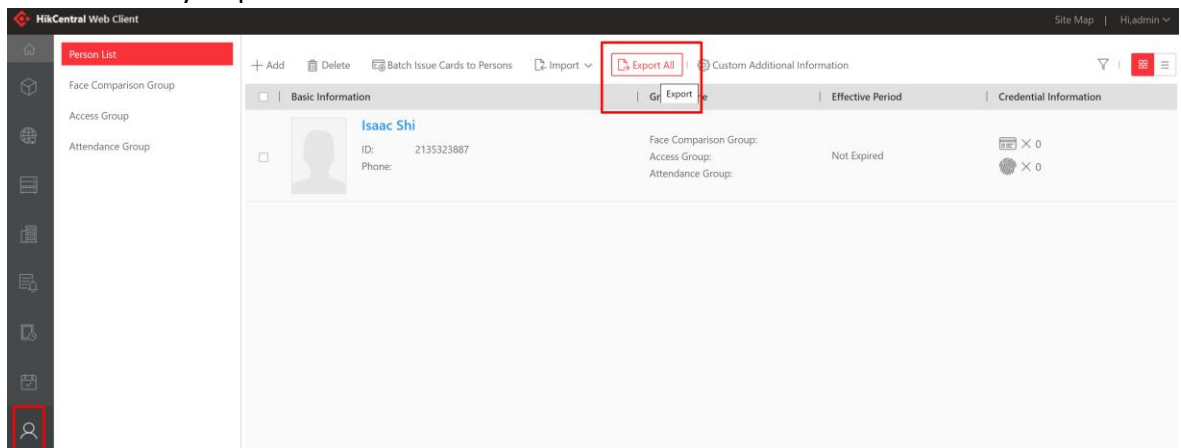 HikCentral Web Client Site Map | Hi,admin
Person List
Face Comparison Group
Access Group
Attendance Group
+ Add Delete Batch Issue Cards to Persons Import Export All Custom Additional Information
Export
Basic Information Effective Period Credential Information
Isaac Shi
ID: 2135323887
Phone:
Face Comparison Group:
Access Group:
Attendance Group:
Not Expired
× 0
× 0